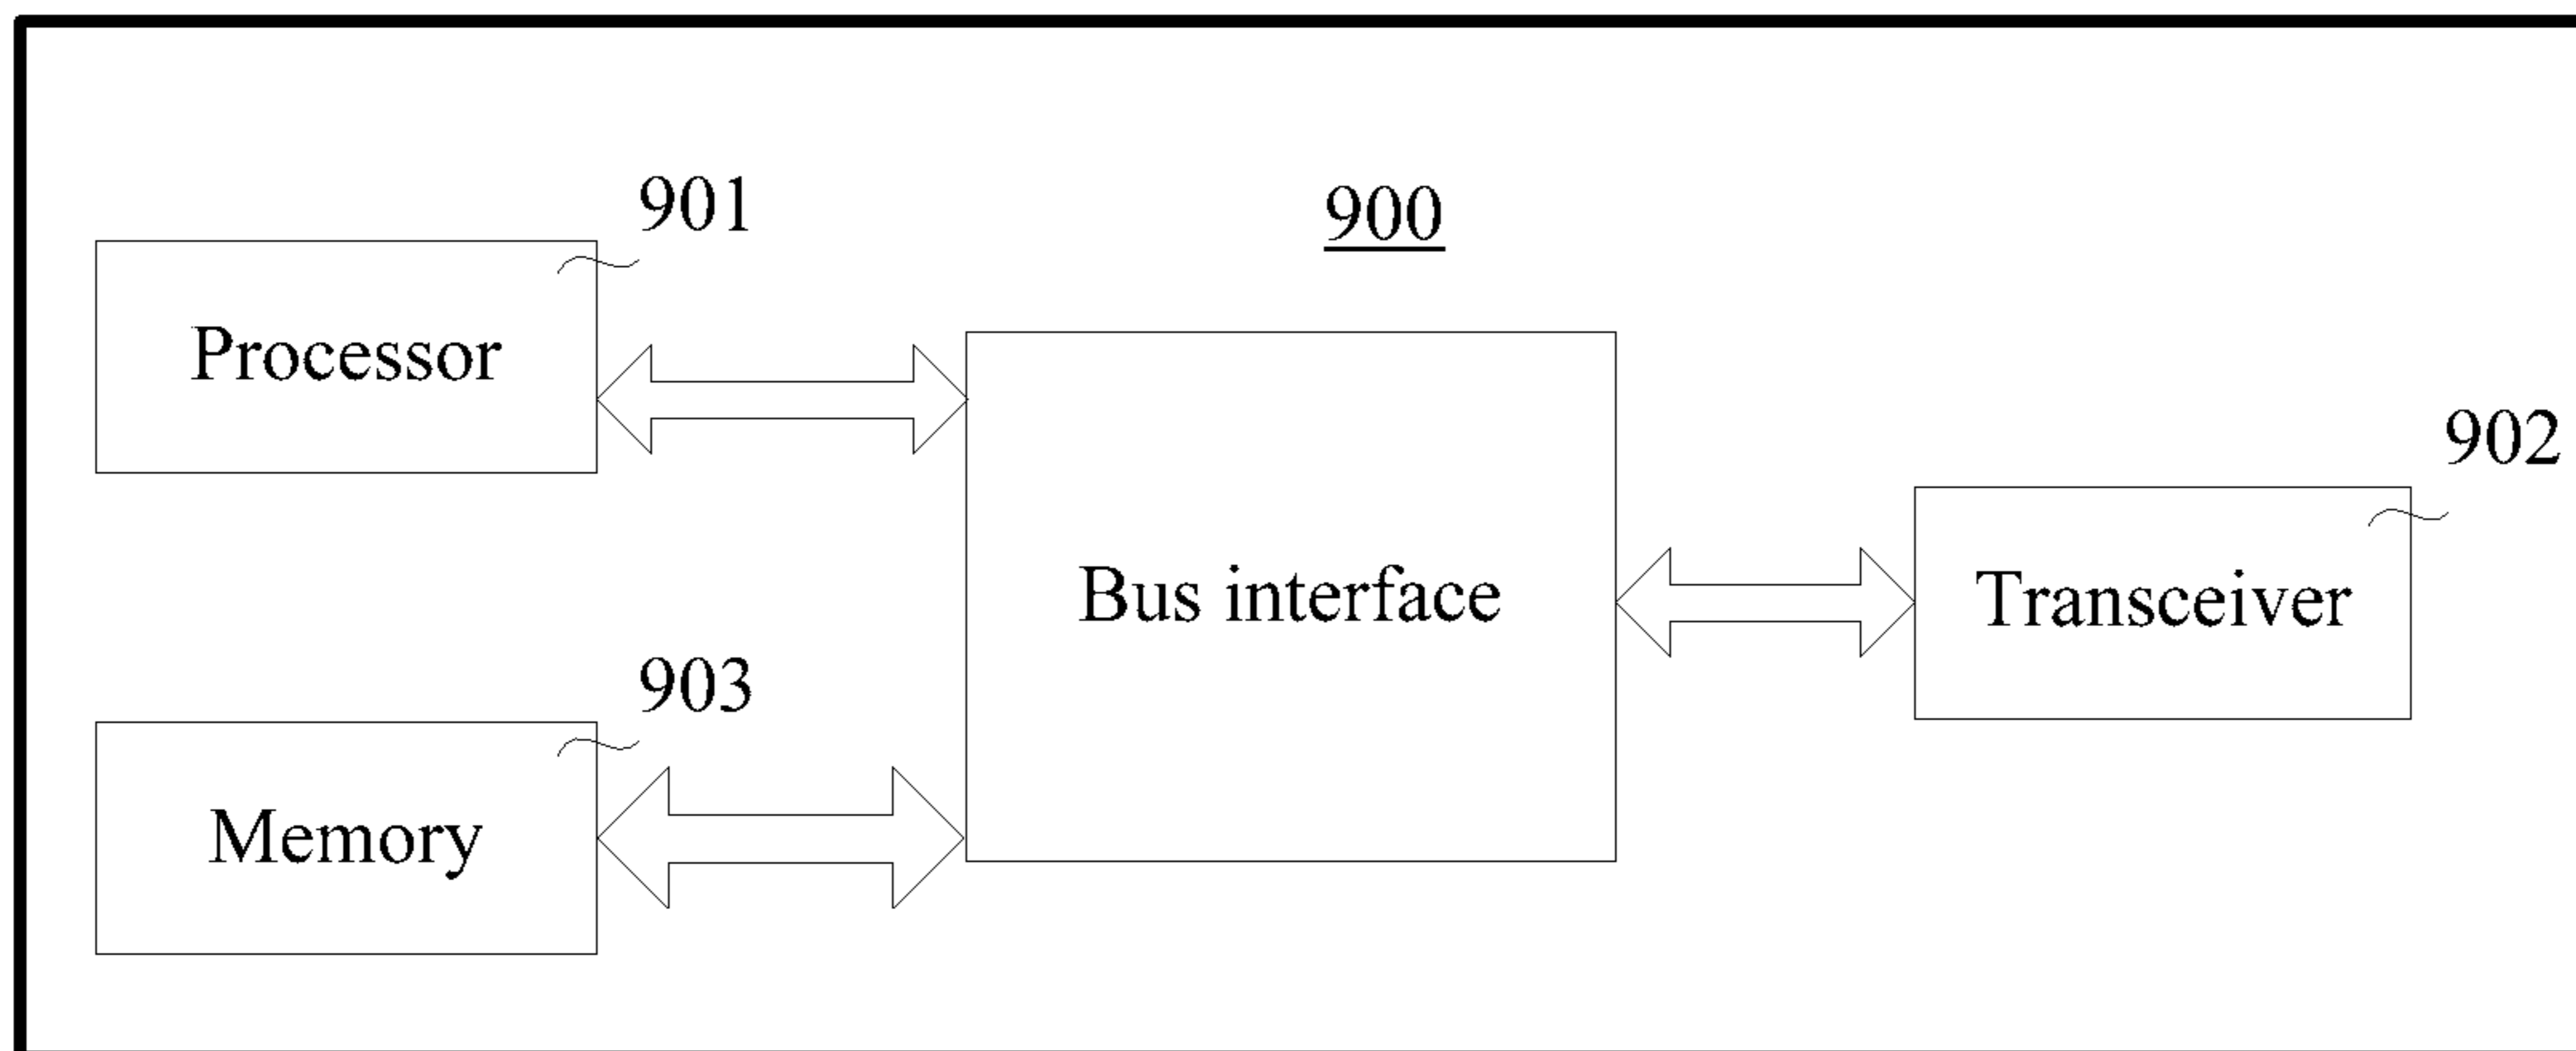 901
900
Processor
902
Bus interface
Transceiver
903
Memory